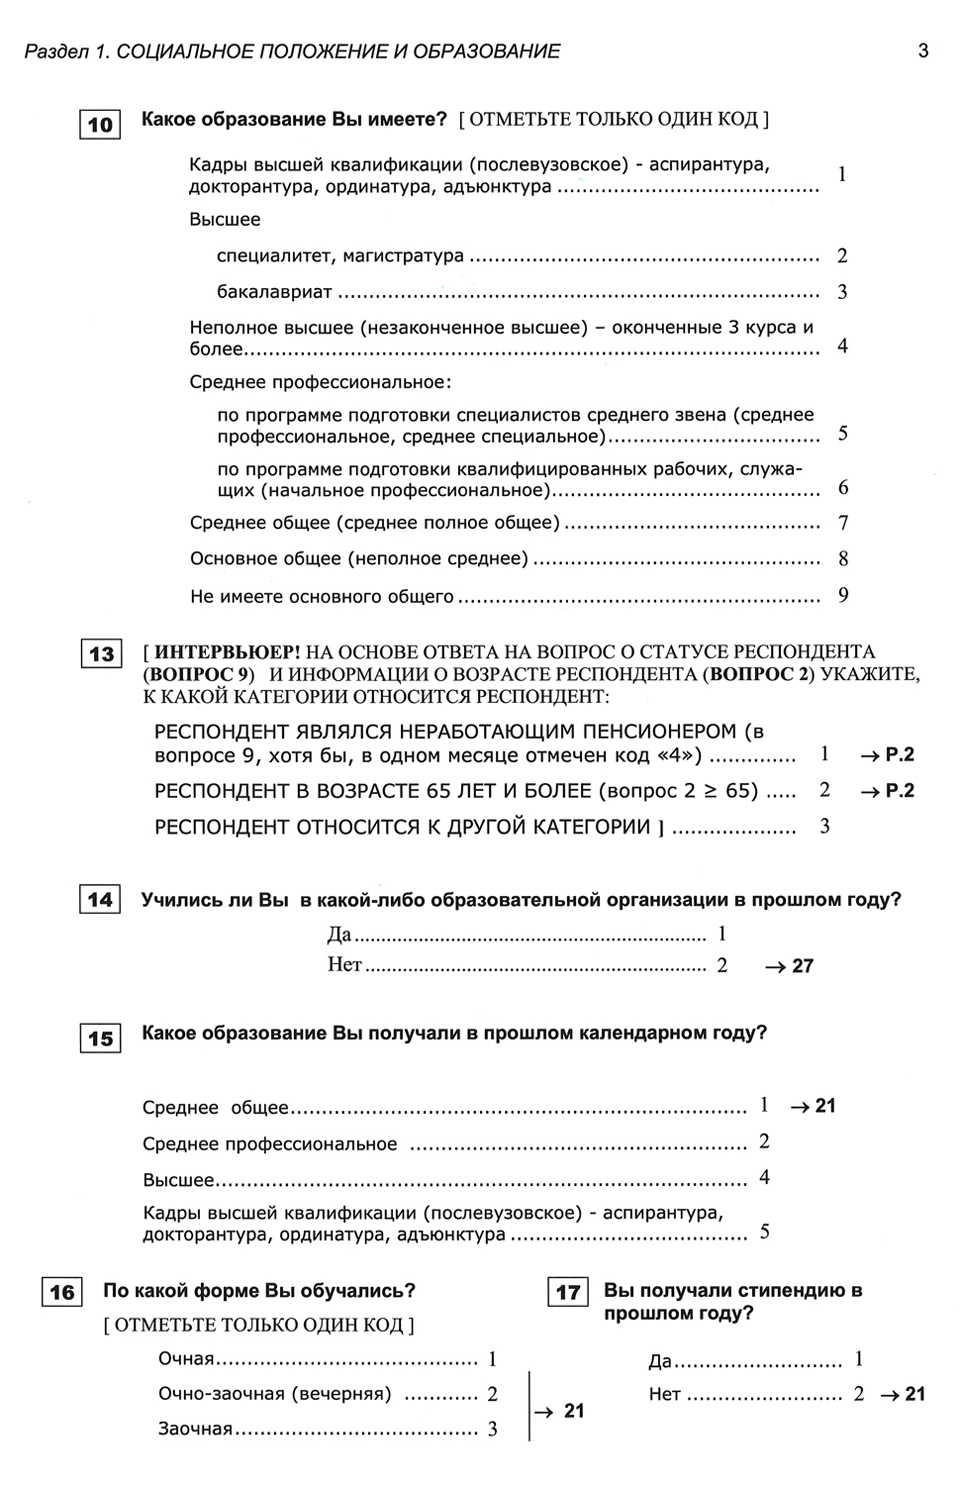 Раздел 1. СОЦИАЛЬНОЕ ПОЛОЖЕНИЕ И ОБРАЗОВАНИЕ 3
10 Какое образование Вы имеете? [ ОТМЕТЬТЕ ТОЛЬКО ОДИН КОД ]
Кадры высшей квалификации (послевузовское) - аспирантура,
докторантура, ординатура, адъюнктура ........................................ 1
Высшее
специалитет, магистратура ...................................................... 2
бакалавриат .......................................................................... 3
Неполное высшее (незаконченное высшее) – оконченные 3 курса и
более........................................................................................ 4
Среднее профессиональное:
по программе подготовки специалистов среднего звена (среднее
профессиональное, среднее специальное)................................. 5
по программе подготовки квалифицированных рабочих, служа-
щих (начальное профессиональное)......................................... 6
Среднее общее (среднее полное общее) ....................................... 7
Основное общее (неполное среднее) ............................................ 8
Не имеете основного общего ........................................................ 9
13 [ ИНТЕРВЬЮЕР! НА ОСНОВЕ ОТВЕТА НА ВОПРОС О СТАТУСЕ РЕСПОНДЕНТА
(ВОПРОС 9) И ИНФОРМАЦИИ О ВОЗРАСТЕ РЕСПОНДЕНТА (ВОПРОС 2) УКАЖИТЕ,
К КАКОЙ КАТЕГОРИИ ОТНОСИТСЯ РЕСПОНДЕНТ:
РЕСПОНДЕНТ ЯВЛЯЛСЯ НЕРАБОТАЮЩИМ ПЕНСИОНЕРОМ (в
вопросе 9, хотя бы, в одном месяце отмечен код «4») .............. 1 → Р.2
РЕСПОНДЕНТ В ВОЗРАСТЕ 65 ЛЕТ И БОЛЕЕ (вопрос 2 ≥ 65) ..... 2 → Р.2
РЕСПОНДЕНТ ОТНОСИТСЯ К ДРУГОЙ КАТЕГОРИИ ] .................... 3
14 Учились ли Вы в какой-либо образовательной организации в прошлом году?
Да...................................................................... 1
Нет.................................................................... 2 → 27
15 Какое образование Вы получали в прошлом календарном году?
Среднее общее...................................................................... 1 → 21
Среднее профессиональное .................................................... 2
Высшее.................................................................................. 4
Кадры высшей квалификации (послевузовское) - аспирантура,
докторантура, ординатура, адъюнктура ..................................... 5
16 По какой форме Вы обучались?
[ ОТМЕТЬТЕ ТОЛЬКО ОДИН КОД ]
Очная........................................ 1
Очно-заочная (вечерняя) ............ 2
Заочная..................................... 3
→ 21
17 Вы получали стипендию в
прошлом году?
Да.......................... 1
Нет ........................ 2 → 21